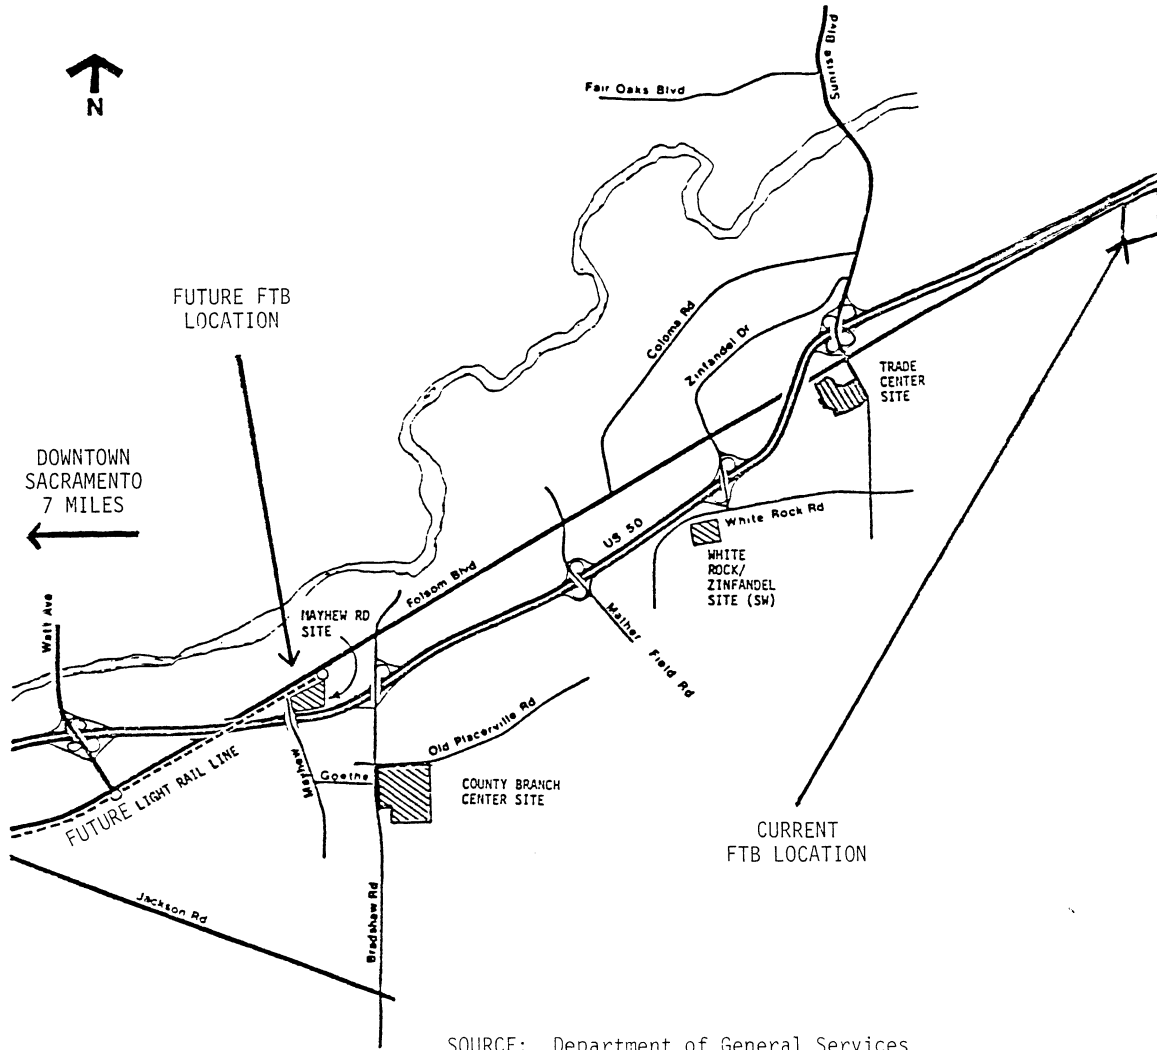 Sunrise Blvd
Fair Oaks Blvd
N
FUTURE FTB
LOCATION
Coloma Rd
Zinfandel Dr
TRADE
CENTER
SITE
DOWNTOWN
SACRAMENTO
7 MILES
US 50
White Rock Rd
WHITE
ROCK/
ZINFANDEL
SITE (SW)
Folsom Blvd
MAYHEW RD
SITE
Watt Ave
Mather Field Rd
Old Placerville Rd
Mayhew
Goethe
COUNTY BRANCH
CENTER SITE
FUTURE LIGHT RAIL LINE
CURRENT
FTB LOCATION
Jackson Rd
Bradshaw Rd
SOURCE: Department of General Services